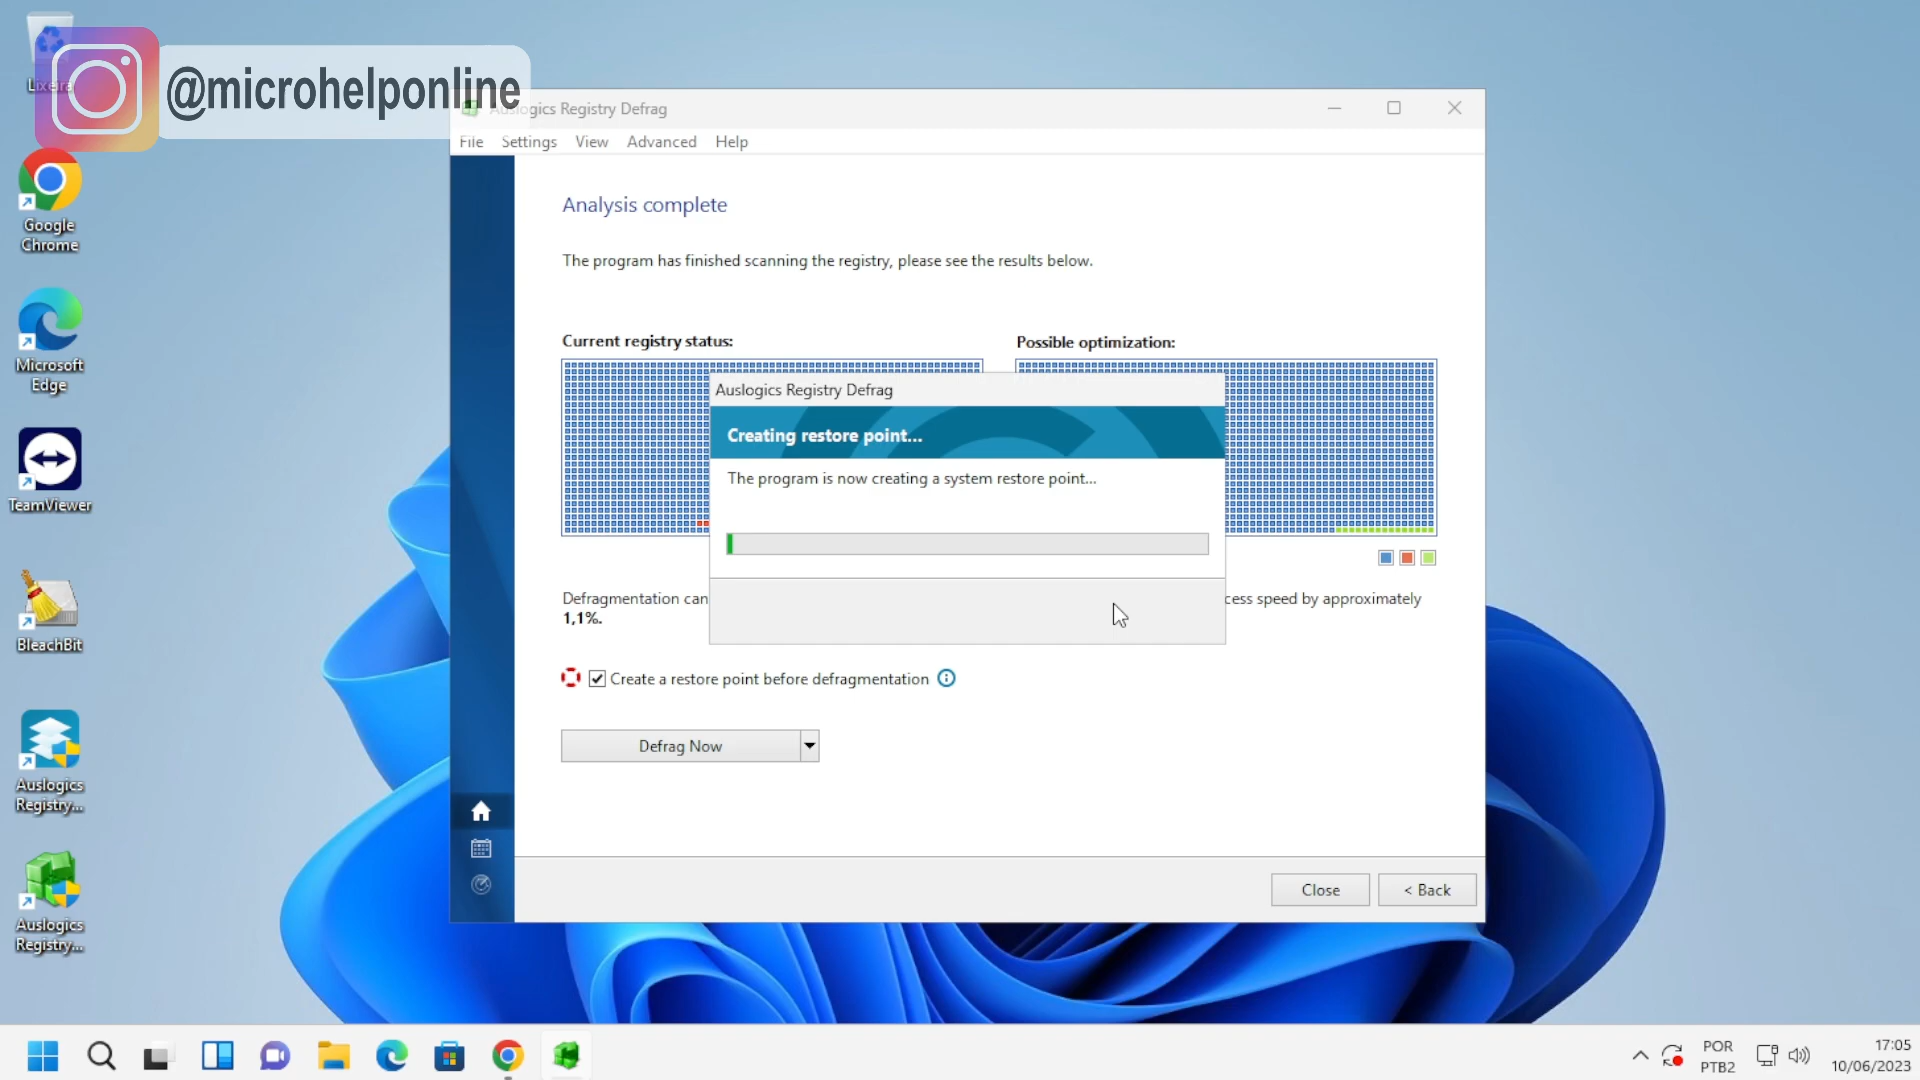 Lixeira
@microhelponline
Auslogics Registry Defrag
File Settings View Advanced Help
Google
Chrome
Microsoft
Edge
TeamViewer
BleachBit
Auslogics
Registry...
Auslogics
Registry...
Analysis complete
The program has finished scanning the registry, please see the results below.
Current registry status:
Possible optimization:
Auslogics Registry Defrag
Creating restore point...
The program is now creating a system restore point...
Defragmentation can
cess speed by approximately
1,1%.
Create a restore point before defragmentation
Defrag Now
Close
< Back
POR
PTB2
17:05
10/06/2023